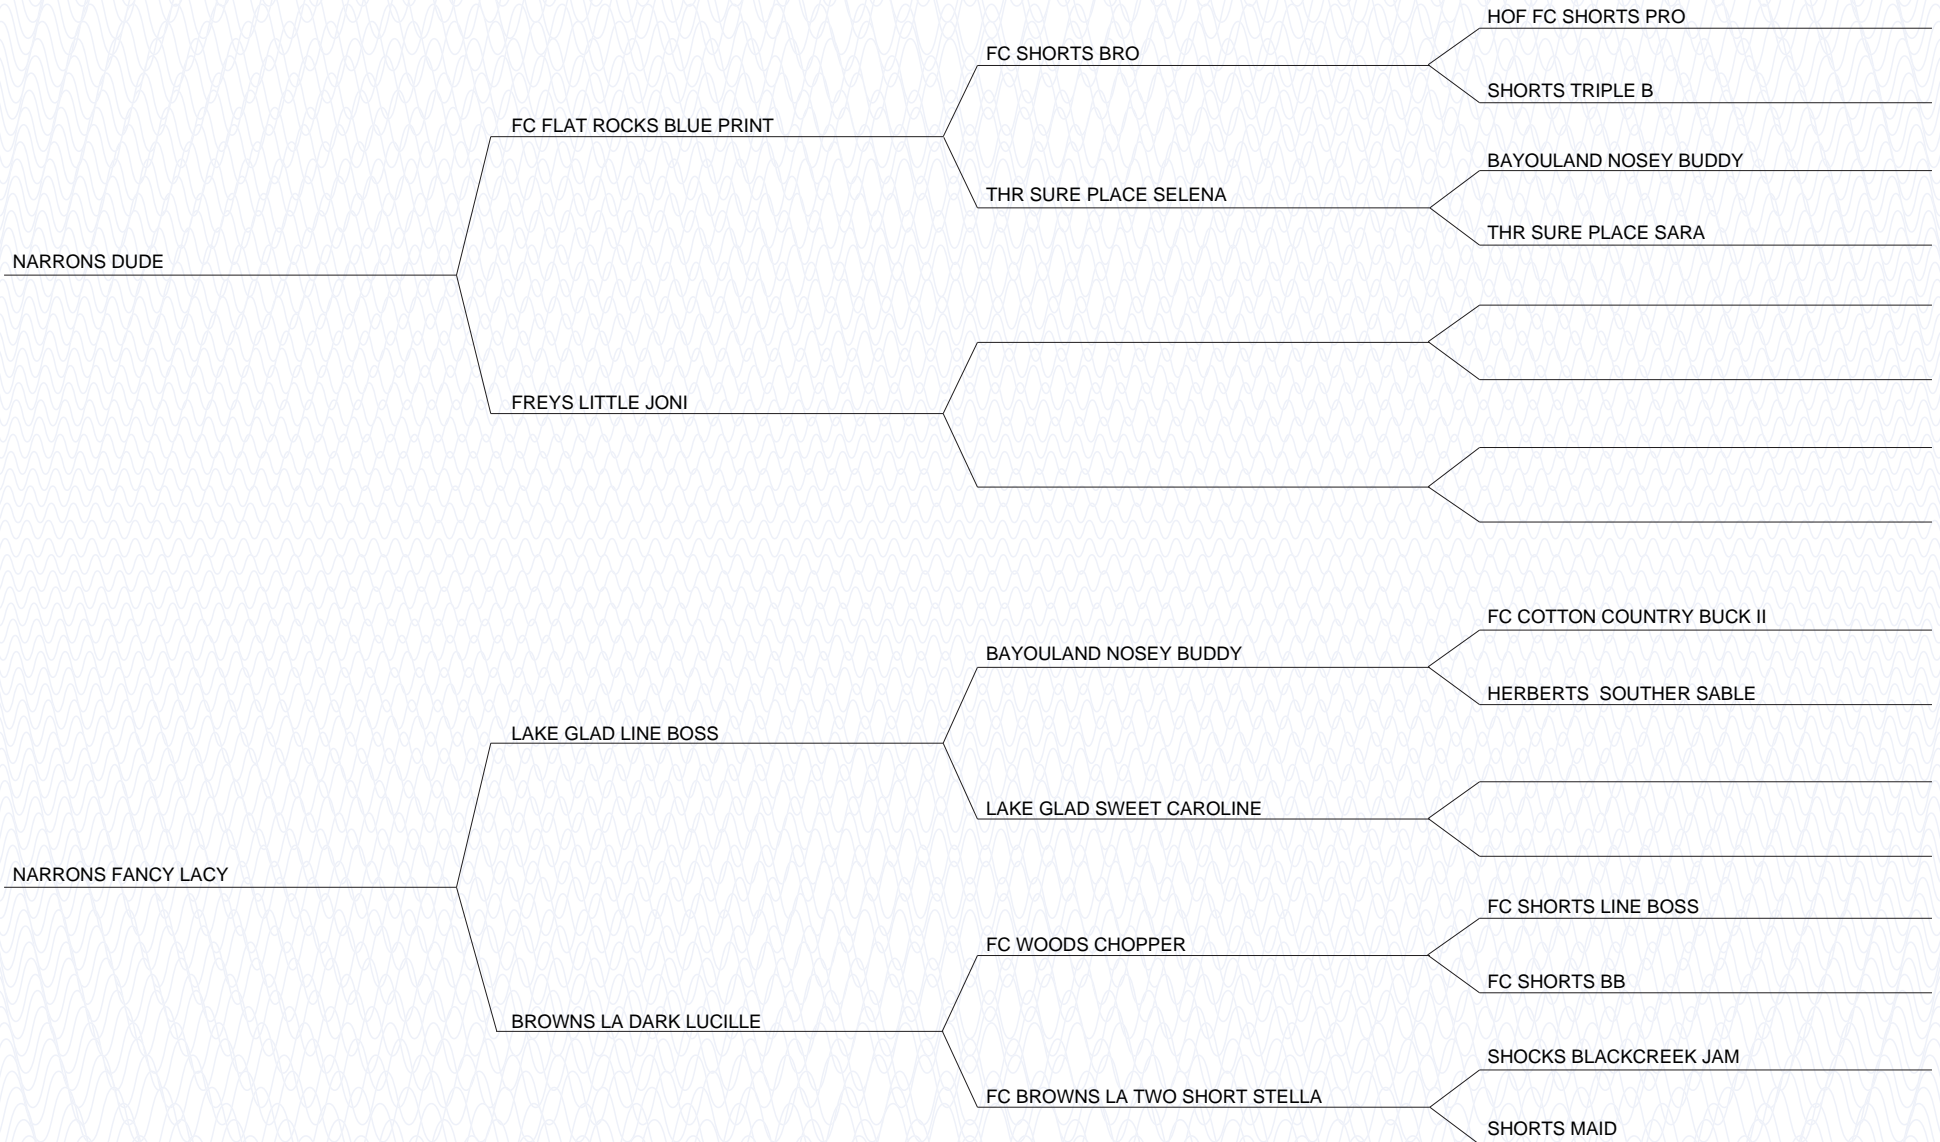 HOF FC SHORTS PRO
FC SHORTS BRO
SHORTS TRIPLE B
FC FLAT ROCKS BLUE PRINT
BAYOULAND NOSEY BUDDY
THR SURE PLACE SELENA
THR SURE PLACE SARA
NARRONS DUDE
FREYS LITTLE JONI
FC COTTON COUNTRY BUCK II
BAYOULAND NOSEY BUDDY
HERBERTS  SOUTHER SABLE
LAKE GLAD LINE BOSS
LAKE GLAD SWEET CAROLINE
NARRONS FANCY LACY
FC SHORTS LINE BOSS
FC WOODS CHOPPER
FC SHORTS BB
BROWNS LA DARK LUCILLE
SHOCKS BLACKCREEK JAM
FC BROWNS LA TWO SHORT STELLA
SHORTS MAID